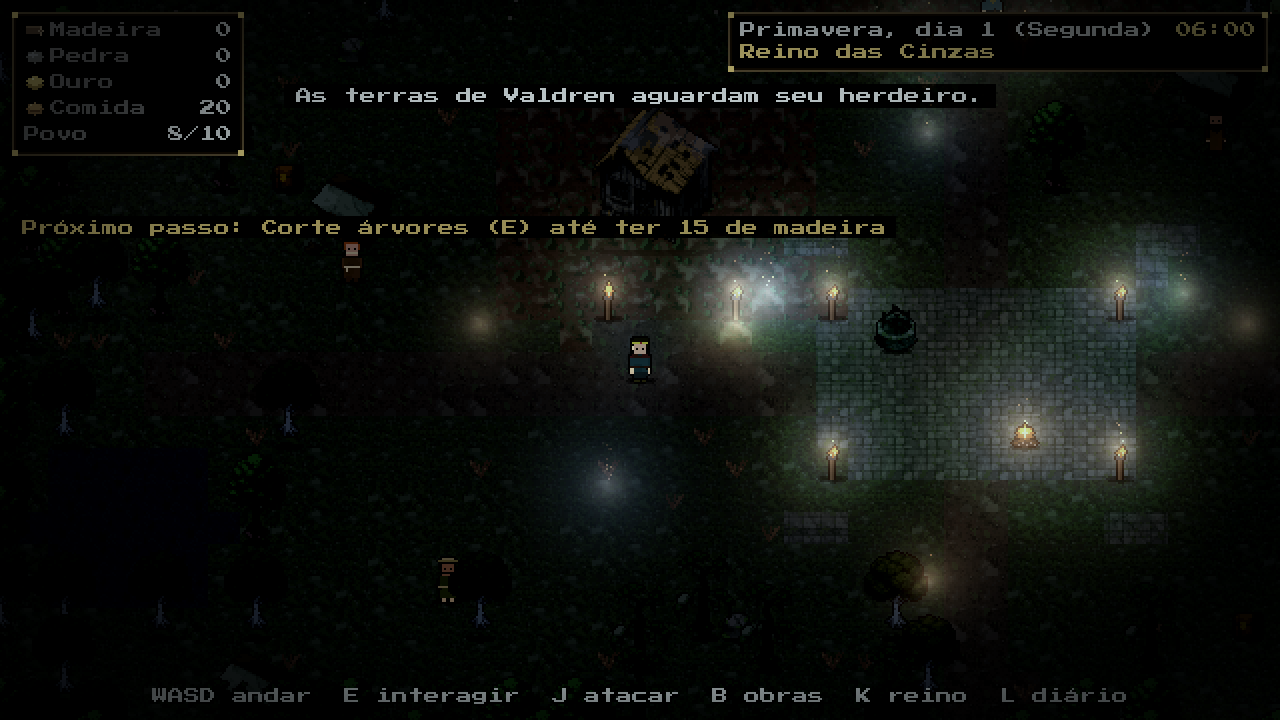 Madeira 0
Pedra 0
Ouro 0
Comida 20
Povo 8/10
Primavera, dia 1 (Segunda) 06:00
Reino das Cinzas
As terras de Valdren aguardam seu herdeiro.
Próximo passo: Corte árvores (E) até ter 15 de madeira
WASD andar E interagir J atacar B obras K reino L diário